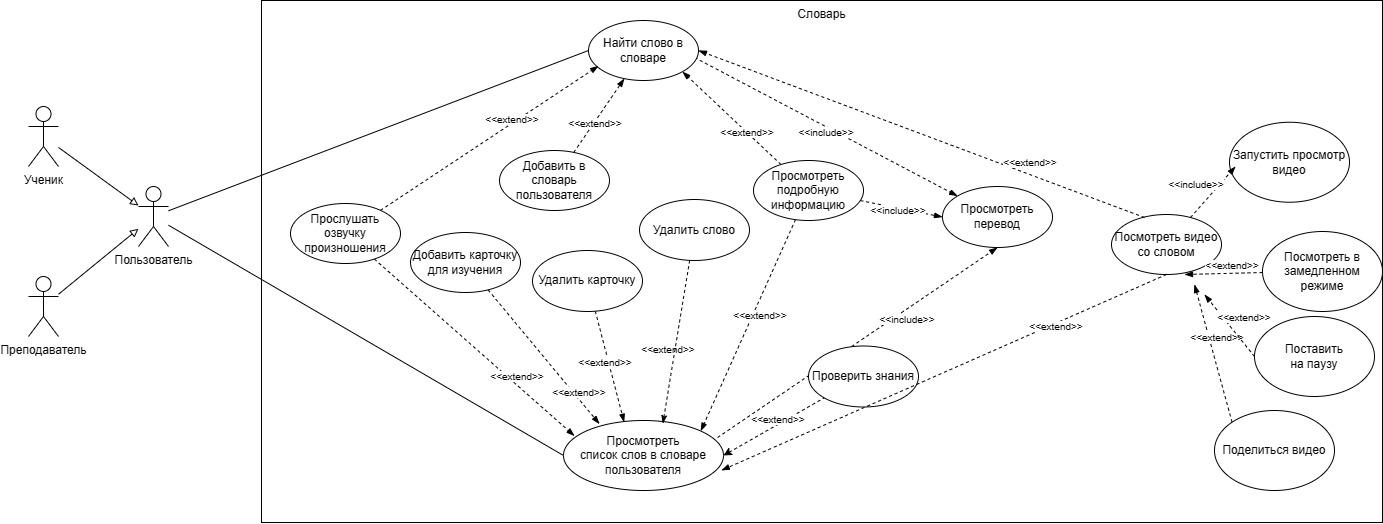 Словарь
Найти слово в
словаре
Ученик
Пользователь
Преподаватель
<<extend>>
<<extend>>
<<extend>>
<<include>>
<<extend>>
Добавить в
словарь
пользователя
Просмотреть
подробную
информацию
<<include>>
Просмотреть
перевод
Запустить просмотр
видео
<<include>>
Прослушать
озвучку
произношения
Добавить карточку
для изучения
Удалить карточку
Удалить слово
Посмотреть видео
со словом
<<extend>>
Посмотреть в
замедленном
режиме
<<extend>>
<<include>>
<<extend>>
<<extend>>
<<extend>>
Поставить
на паузу
<<extend>>
<<extend>>
<<extend>>
<<extend>>
Проверить знания
<<extend>>
Просмотреть
список слов в словаре
пользователя
Поделиться видео